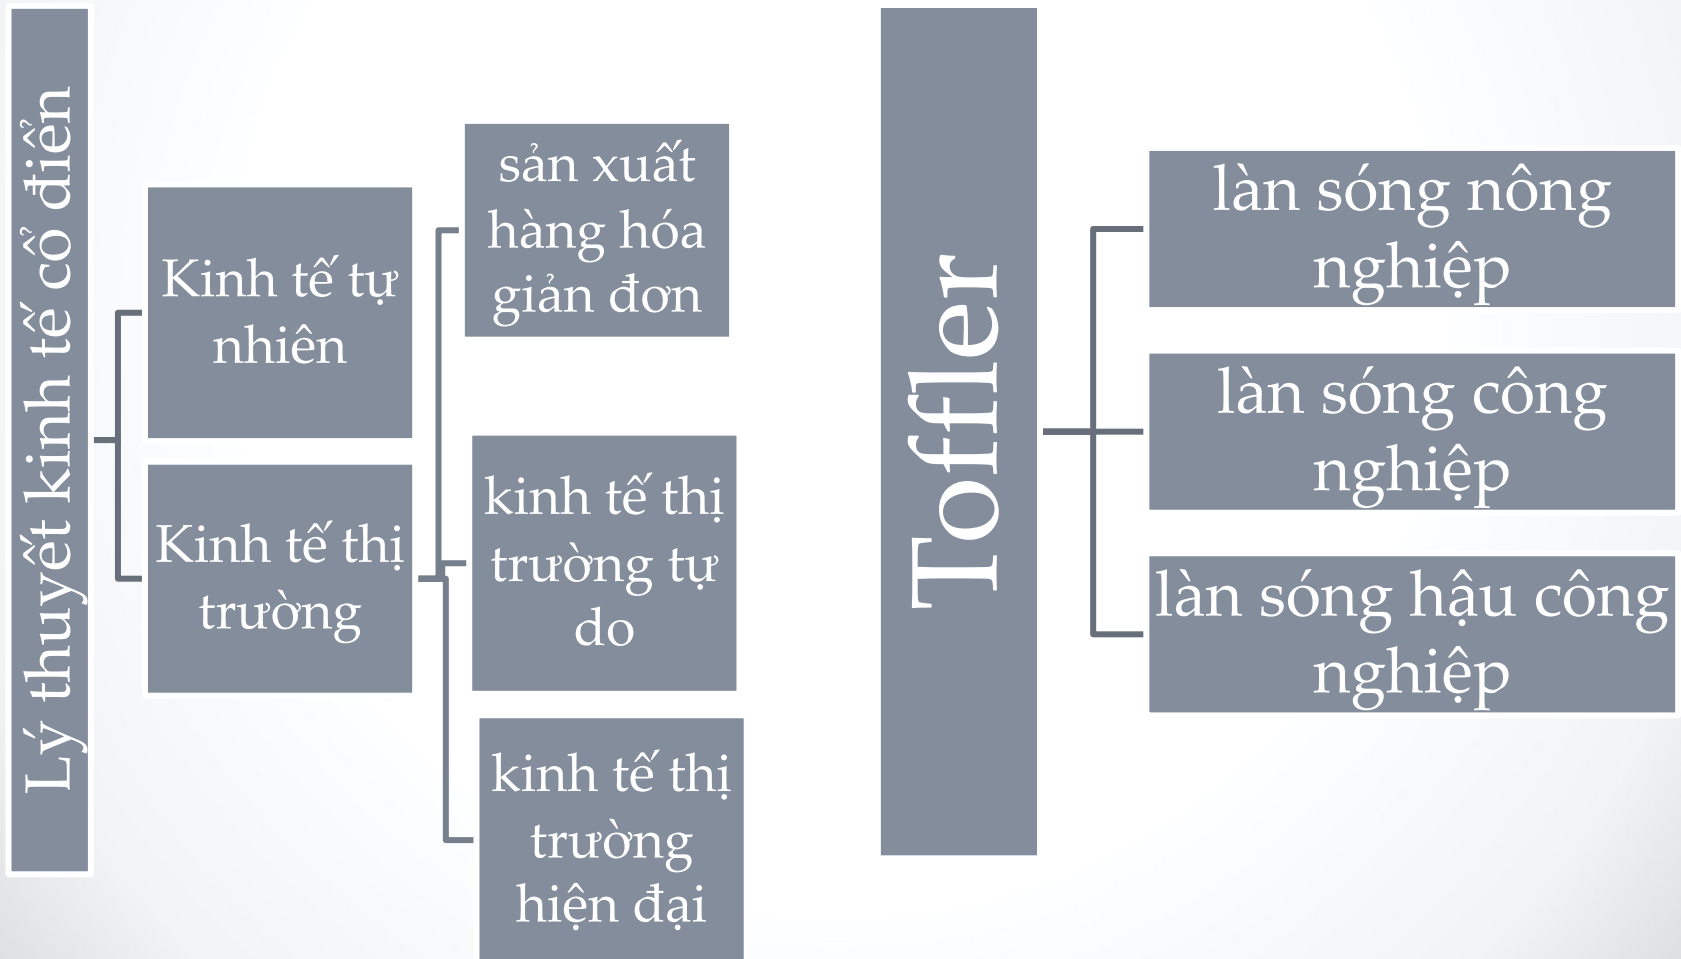 Lý thuyết kinh tế cổ điển
Kinh tế tự
nhiên
Kinh tế thị
trường
sản xuất
hàng hóa
giản đơn
kinh tế thị
trường tự
do
kinh tế thị
trường
hiện đại
Toffler
làn sóng nông
nghiệp
làn sóng công
nghiệp
làn sóng hậu công
nghiệp